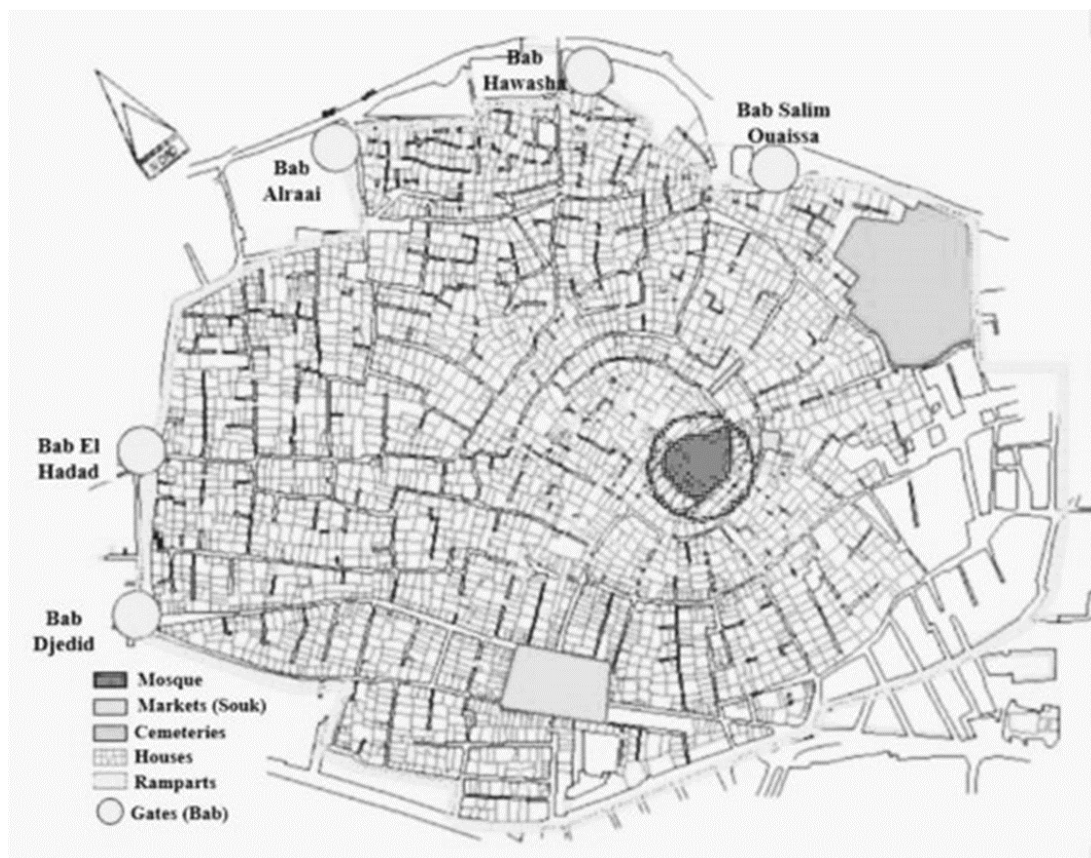 Bab
Hawasha
Bab Salim
Ouaissa
Bab
Alraai
Bab El
Hadad
Bab
Djedid
Mosque
Markets (Souk)
Cemeteries
Houses
Ramparts
Gates (Bab)